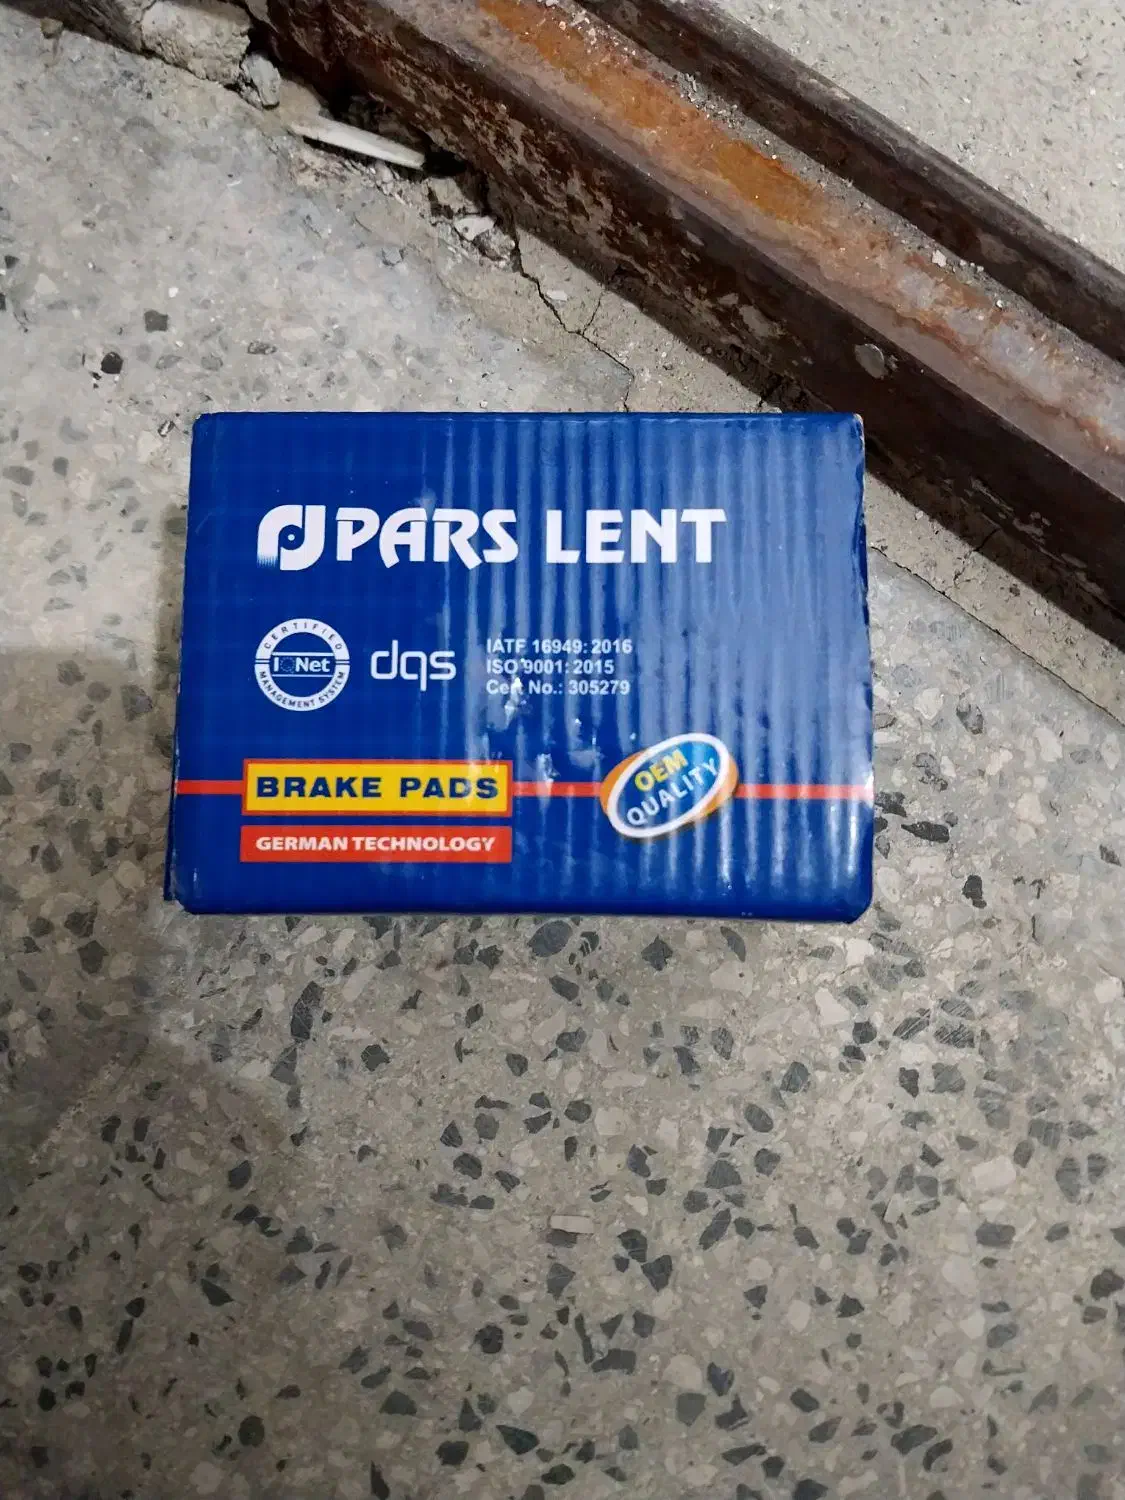 PARS LENT
CERTIFIED
IQNet
MANAGEMENT SYSTEM
dqs
IATF 16949:2016
ISO 9001:2015
Cert No.: 305279
BRAKE PADS
OEM
QUALITY
GERMAN TECHNOLOGY